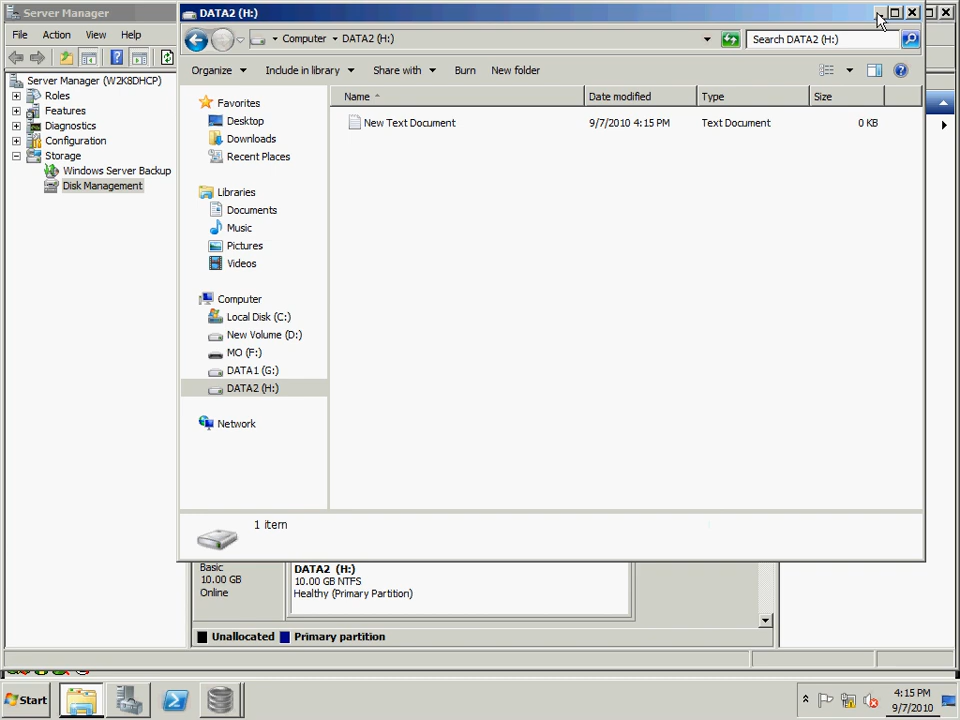 Server Manager
DATA2 (H:)
File Action View Help
Computer DATA2 (H:) Search DATA2 (H:)
Organize Include in library Share with Burn New folder
Server Manager (W2K8DHCP)
Roles
Features
Diagnostics
Configuration
Storage
Windows Server Backup
Disk Management
Favorites
Desktop
Downloads
Recent Places
Libraries
Documents
Music
Pictures
Videos
Computer
Local Disk (C:)
New Volume (D:)
MO (F:)
DATA1 (G:)
DATA2 (H:)
Network
Name Date modified Type Size
New Text Document 9/7/2010 4:15 PM Text Document 0 KB
1 item
Basic
10.00 GB
Online
DATA2 (H:)
10.00 GB NTFS
Healthy (Primary Partition)
Unallocated Primary partition
Start
4:15 PM
9/7/2010